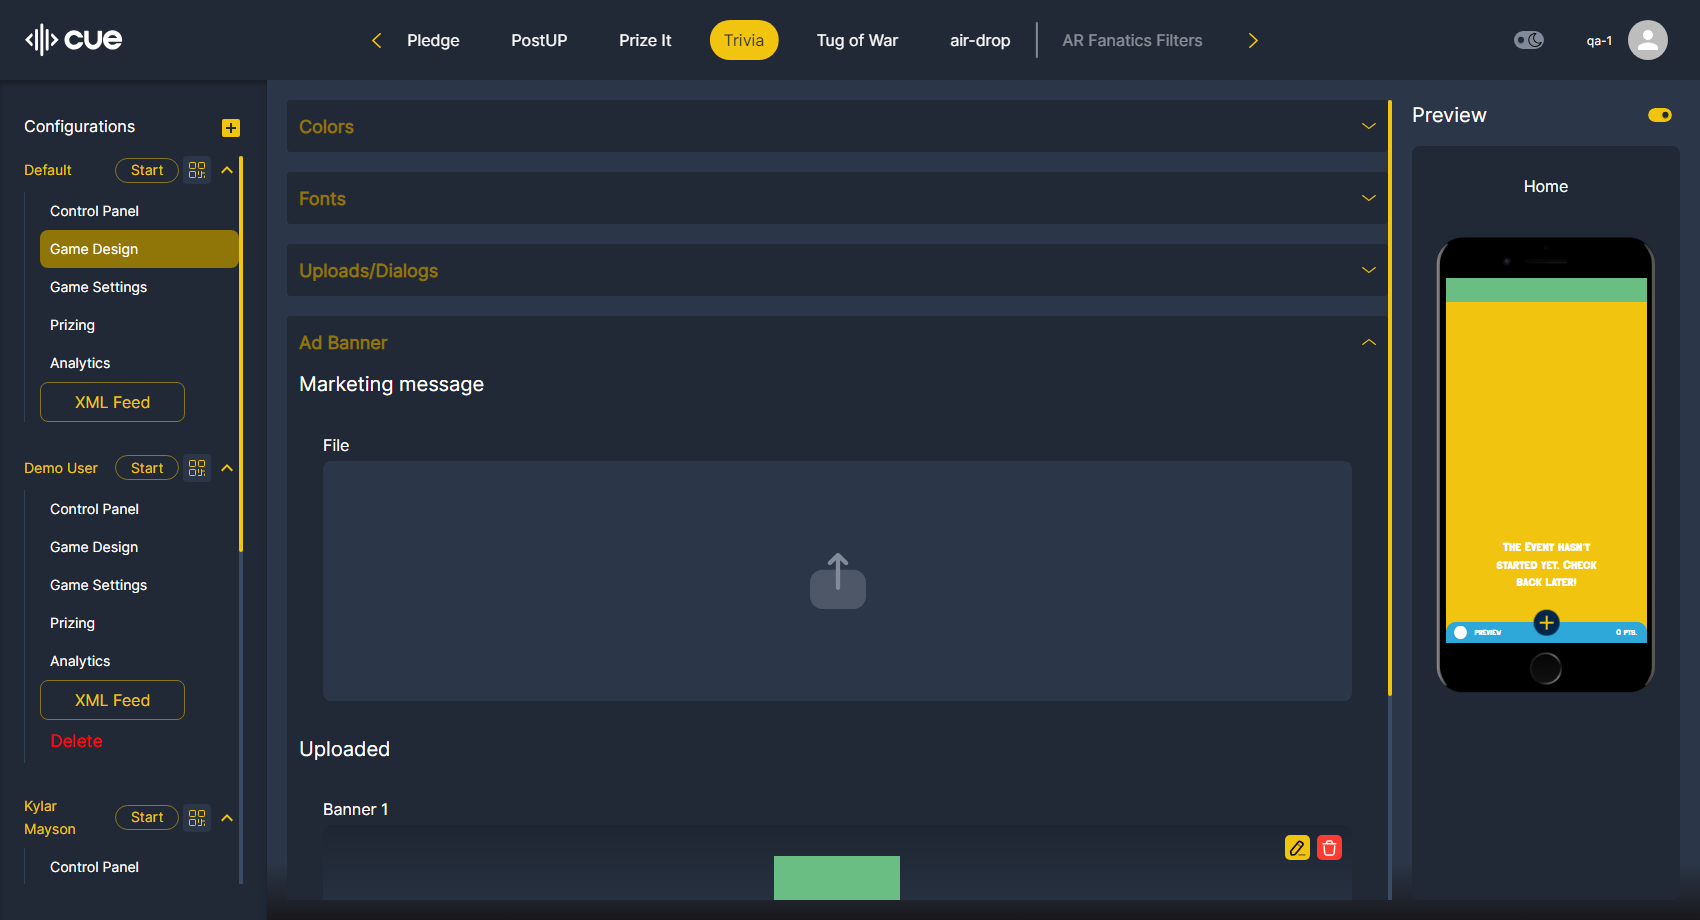 cue
Pledge
PostUP
Prize It
Trivia
Tug of War
air-drop
AR Fanatics Filters
qa-1
Configurations
Default
Start
Control Panel
Game Design
Game Settings
Prizing
Analytics
XML Feed
Demo User
Start
Control Panel
Game Design
Game Settings
Prizing
Analytics
XML Feed
Delete
Kylar
Mayson
Start
Control Panel
Colors
Fonts
Uploads/Dialogs
Ad Banner
Marketing message
File
Uploaded
Banner 1
Preview
Home
The Event hasn't
started yet. Check
back later!
PREVIEW
0 PTS.